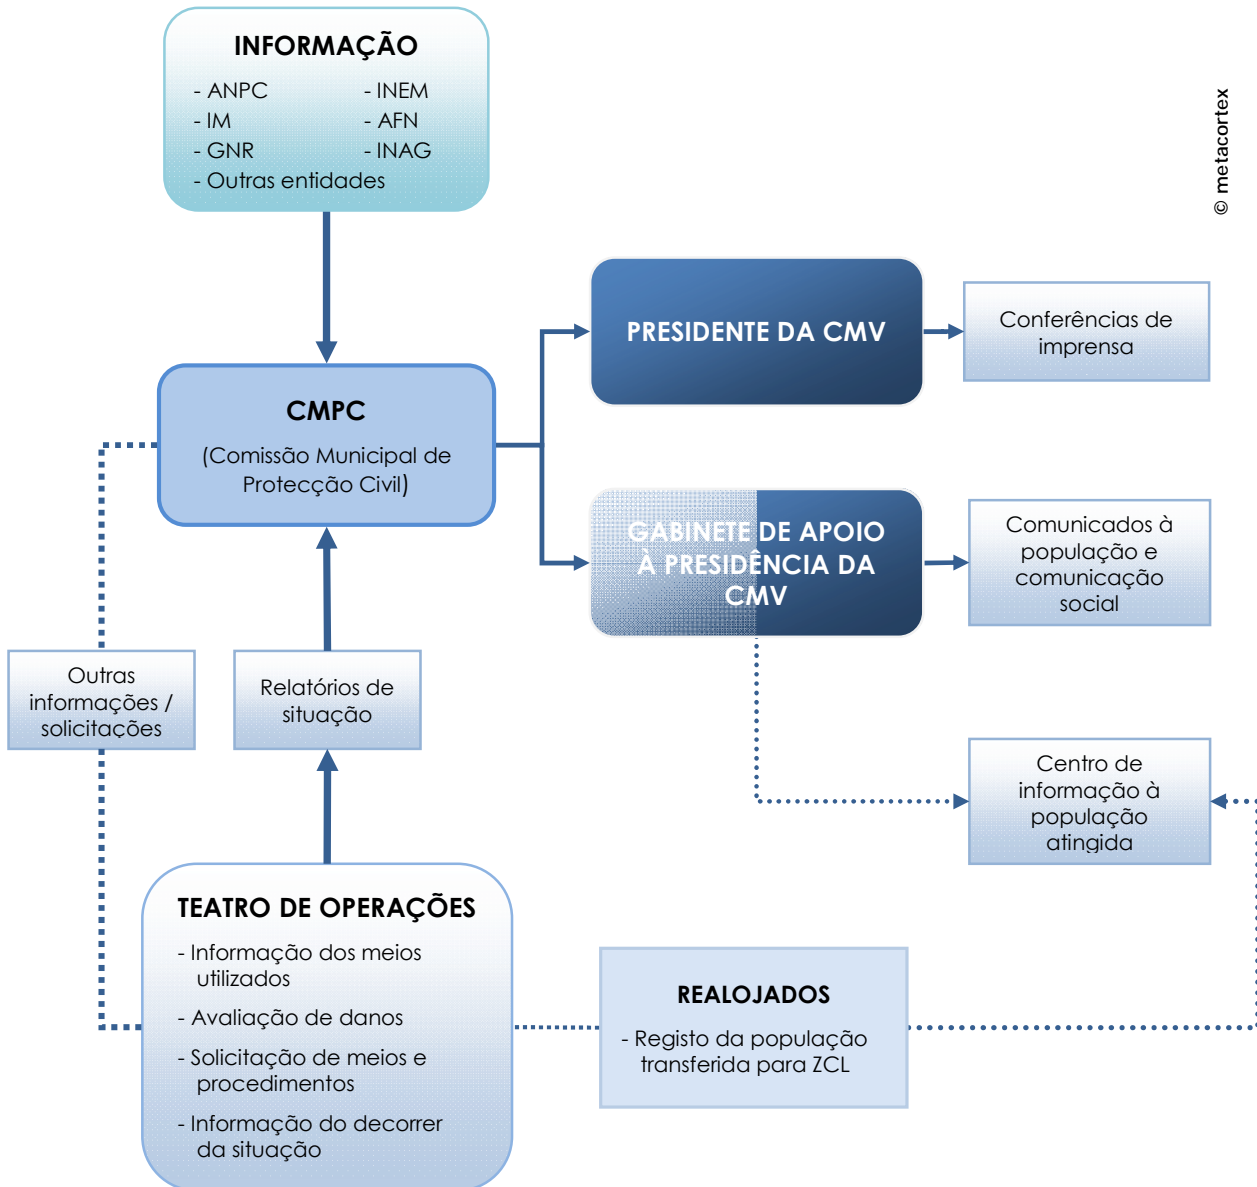 INFORMAÇÃO
- ANPC
- INEM
- IM
- AFN
- GNR
- INAG
- Outras entidades
© metacortex
PRESIDENTE DA CMV
Conferências de
imprensa
CMPC
(Comissão Municipal de
Protecção Civil)
GABINETE DE APOIO
À PRESIDÊNCIA DA
CMV
Comunicados à
população e
comunicação
social
Outras
informações /
solicitações
Relatórios de
situação
Centro de
informação à
população
atingida
TEATRO DE OPERAÇÕES
- Informação dos meios
utilizados
- Avaliação de danos
- Solicitação de meios e
procedimentos
- Informação do decorrer
da situação
REALOJADOS
- Registo da população
transferida para ZCL